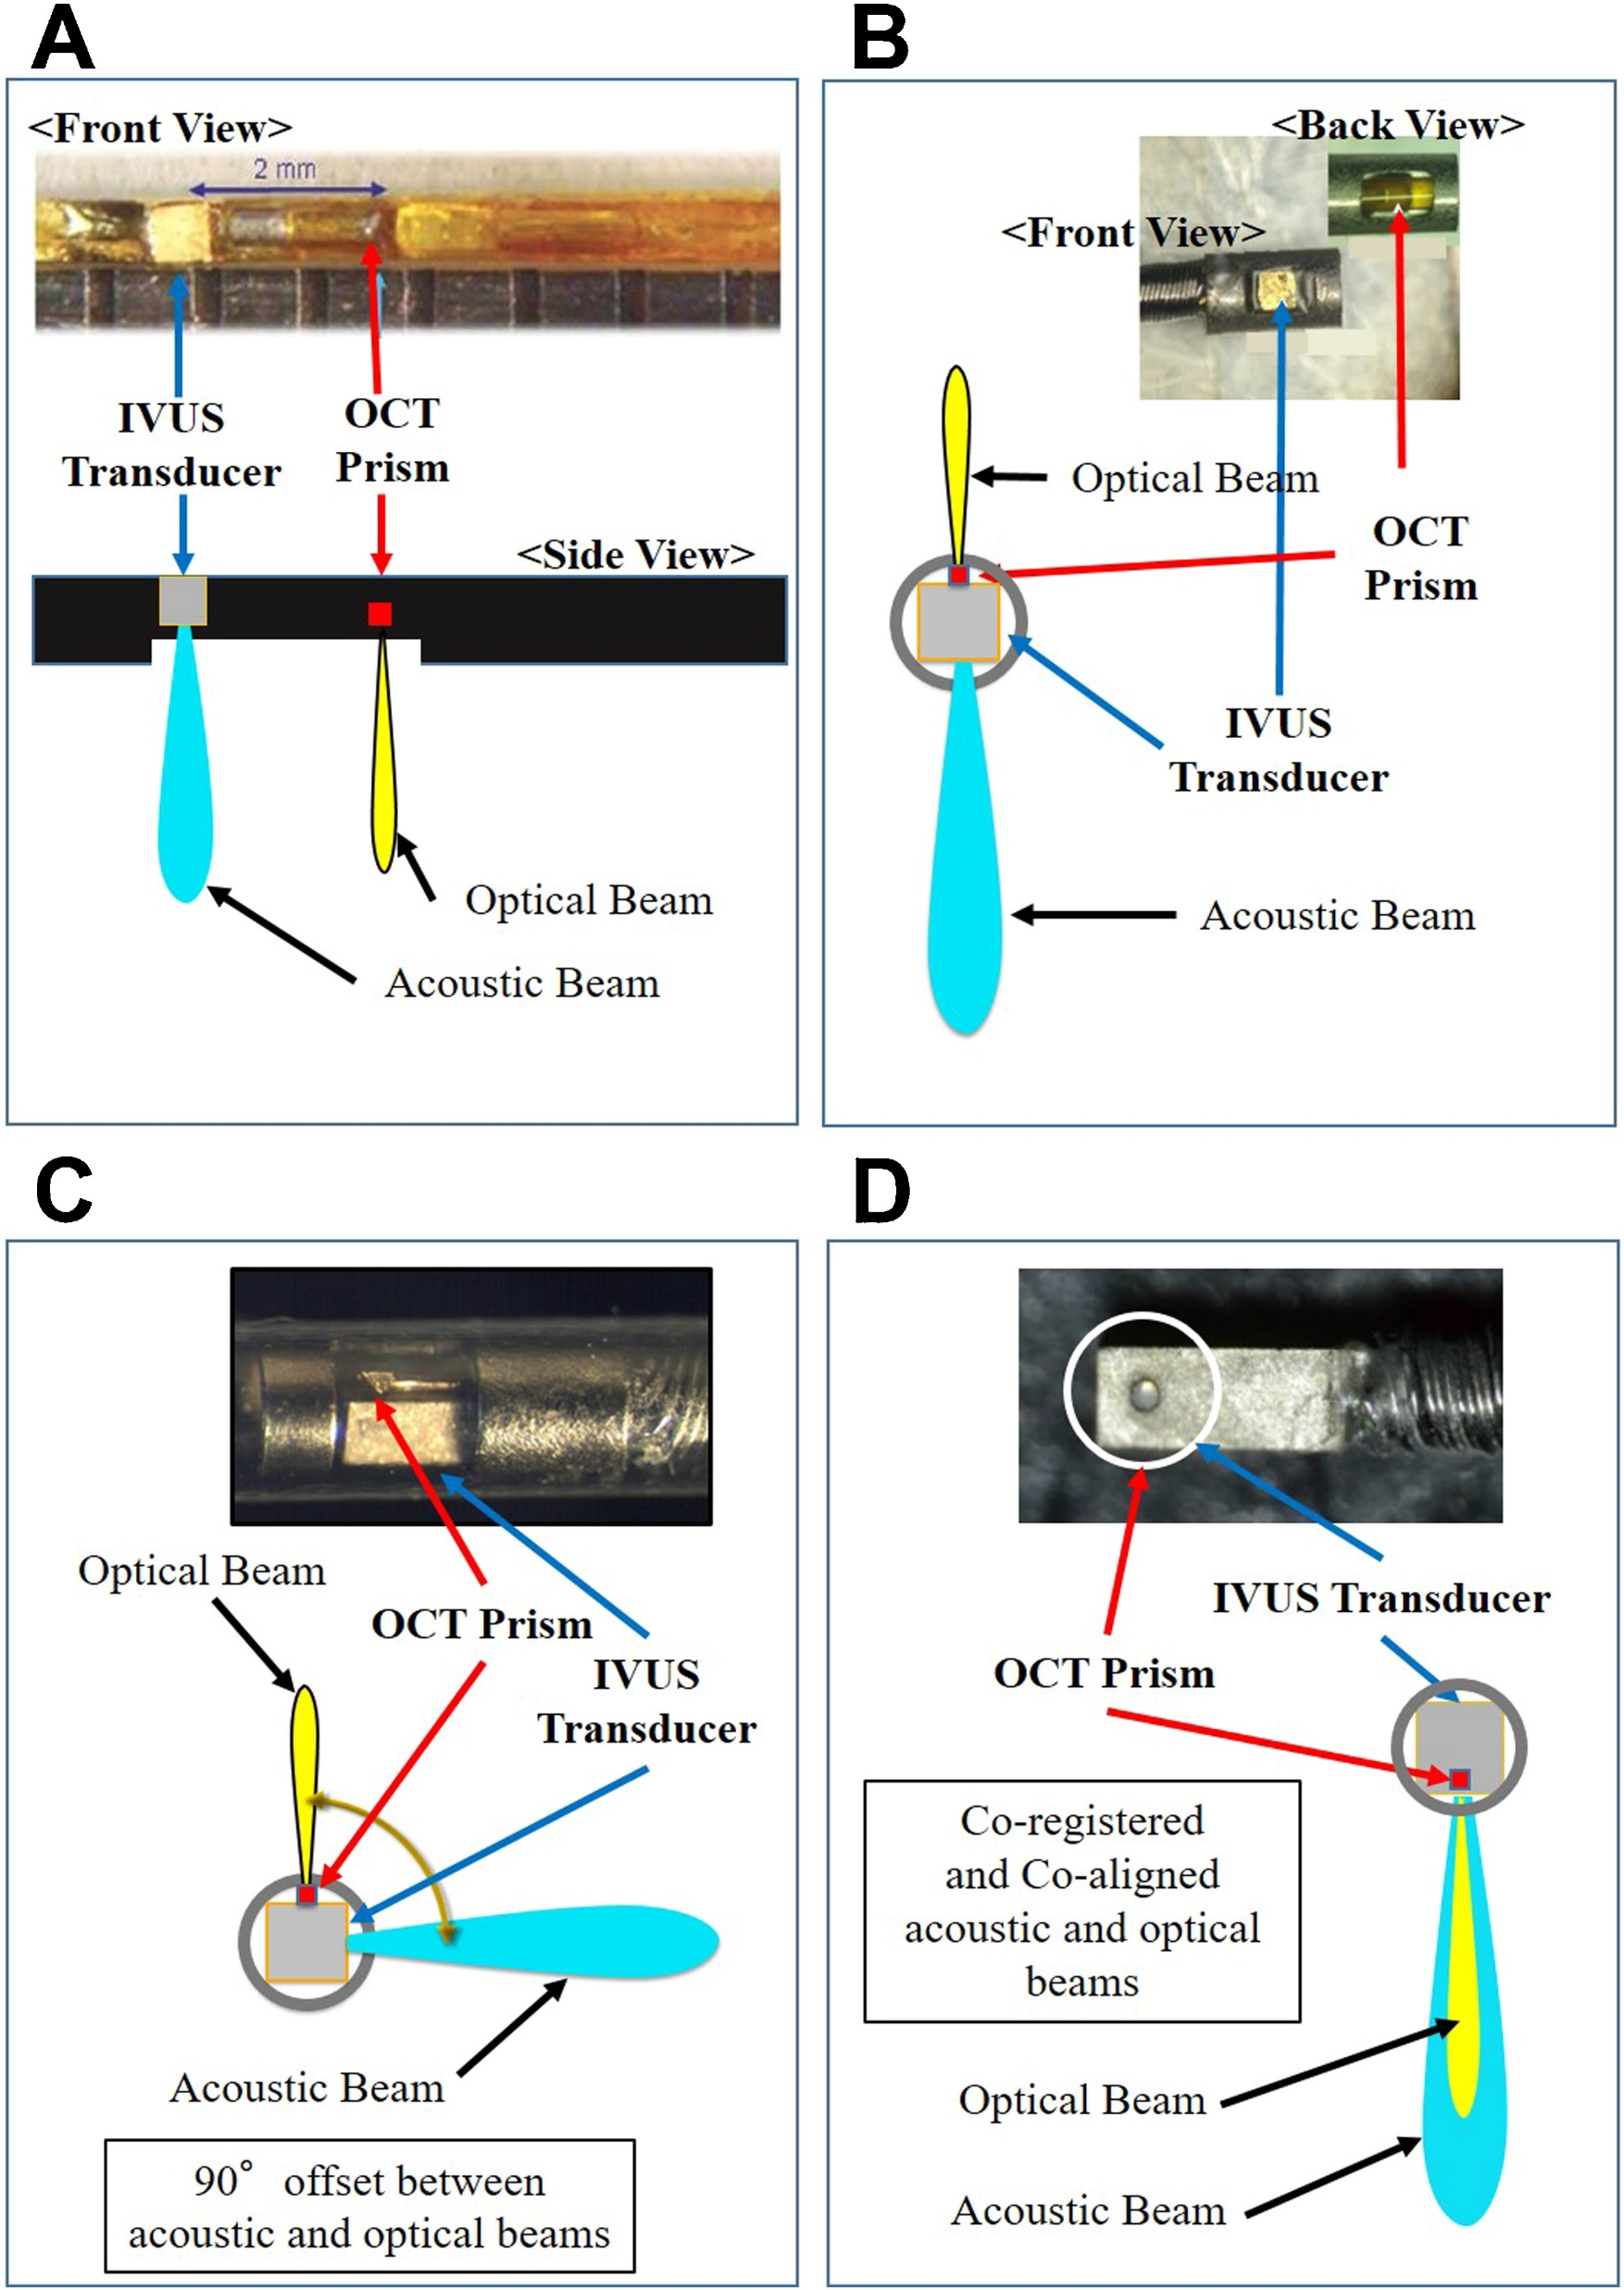 A
<Front View>
2 mm
IVUS
Transducer
OCT
Prism
<Side View>
Optical Beam
Acoustic Beam
B
<Back View>
<Front View>
Optical Beam
OCT
Prism
IVUS
Transducer
Acoustic Beam
C
Optical Beam
OCT Prism
IVUS
Transducer
Acoustic Beam
90° offset between
acoustic and optical beams
D
IVUS Transducer
OCT Prism
Co-registered
and Co-aligned
acoustic and optical
beams
Optical Beam
Acoustic Beam